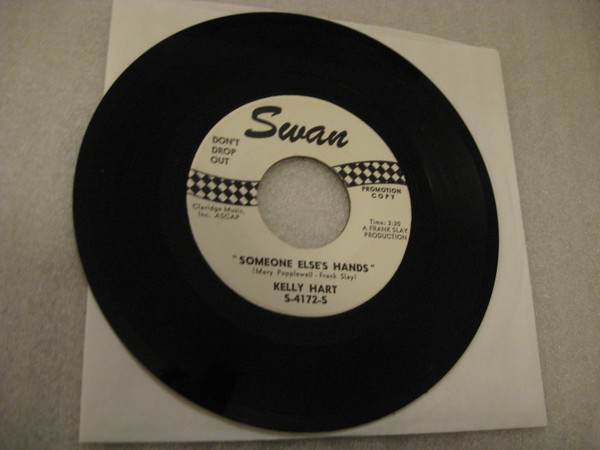 Swan
DON'T
DROP
OUT
PROMOTION
COPY
Claridge Music,
Inc. ASCAP
Time: 2:20
A FRANK SLAY
PRODUCTION
"SOMEONE ELSE'S HANDS"
(Mary Popplewell - Frank Slay)
KELLY HART
S-4172-S